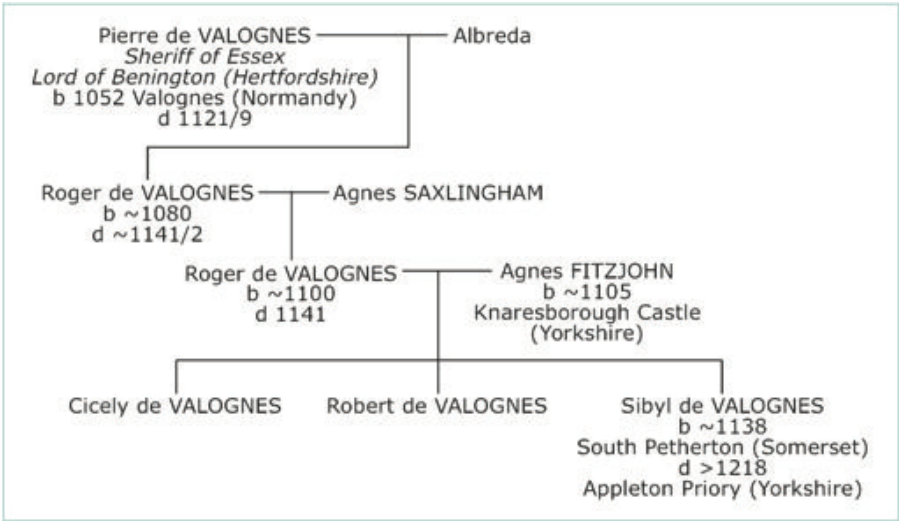 Pierre de VALOGNES
Albreda
Sheriff of Essex
Lord of Benington (Hertfordshire)
b 1052 Valognes (Normandy)
d 1121/9
Roger de VALOGNES
Agnes SAXLINGHAM
b ~1080
d ~1141/2
Roger de VALOGNES
b ~1100
d 1141
Agnes FITZJOHN
b ~1105
Knaresborough Castle
(Yorkshire)
Cicely de VALOGNES
Robert de VALOGNES
Sibyl de VALOGNES
b ~1138
South Petherton (Somerset)
d >1218
Appleton Priory (Yorkshire)